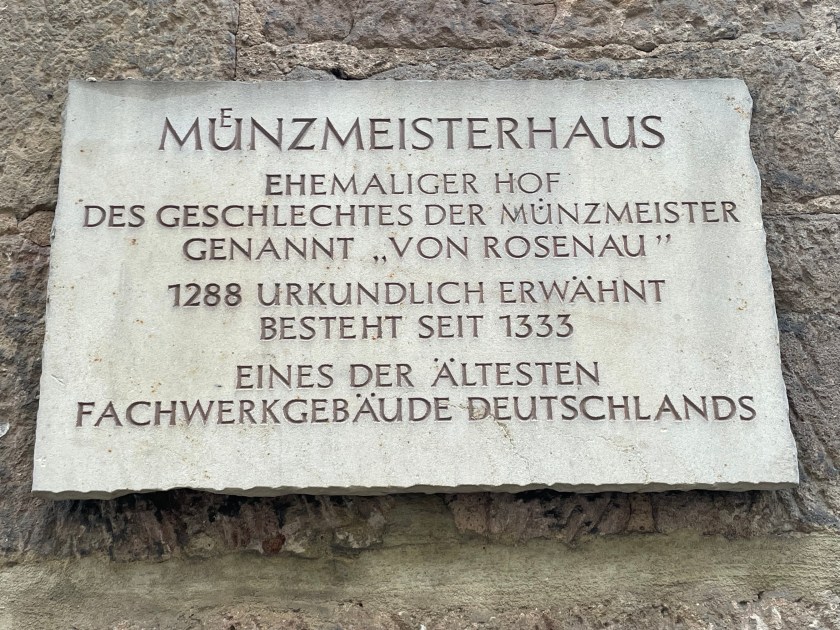 MÜNZMEISTERHAUS
EHEMALIGER HOF
DES GESCHLECHTES DER MÜNZMEISTER
GENANNT „VON ROSENAU”
1288 URKUNDLICH ERWÄHNT
BESTEHT SEIT 1333
EINES DER ÄLTESTEN
FACHWERKGEBÄUDE DEUTSCHLANDS